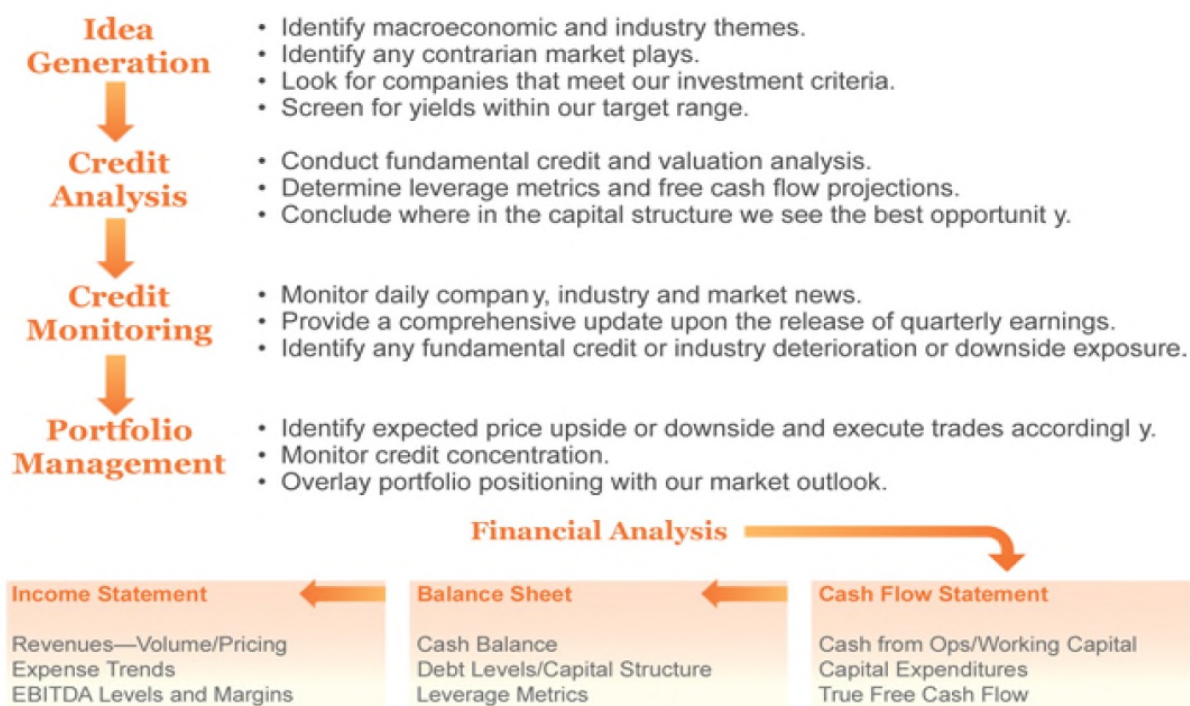 Idea
Generation
• Identify macroeconomic and industry themes.
• Identify any contrarian market plays.
• Look for companies that meet our investment criteria.
• Screen for yields within our target range.
Credit
Analysis
• Conduct fundamental credit and valuation analysis.
• Determine leverage metrics and free cash flow projections.
• Conclude where in the capital structure we see the best opportunit y.
Credit
Monitoring
• Monitor daily company, industry and market news.
• Provide a comprehensive update upon the release of quarterly earnings.
• Identify any fundamental credit or industry deterioration or downside exposure.
Portfolio
Management
• Identify expected price upside or downside and execute trades accordingl y.
• Monitor credit concentration.
• Overlay portfolio positioning with our market outlook.
Financial Analysis
Income Statement
Revenues—Volume/Pricing
Expense Trends
EBITDA Levels and Margins
Balance Sheet
Cash Balance
Debt Levels/Capital Structure
Leverage Metrics
Cash Flow Statement
Cash from Ops/Working Capital
Capital Expenditures
True Free Cash Flow